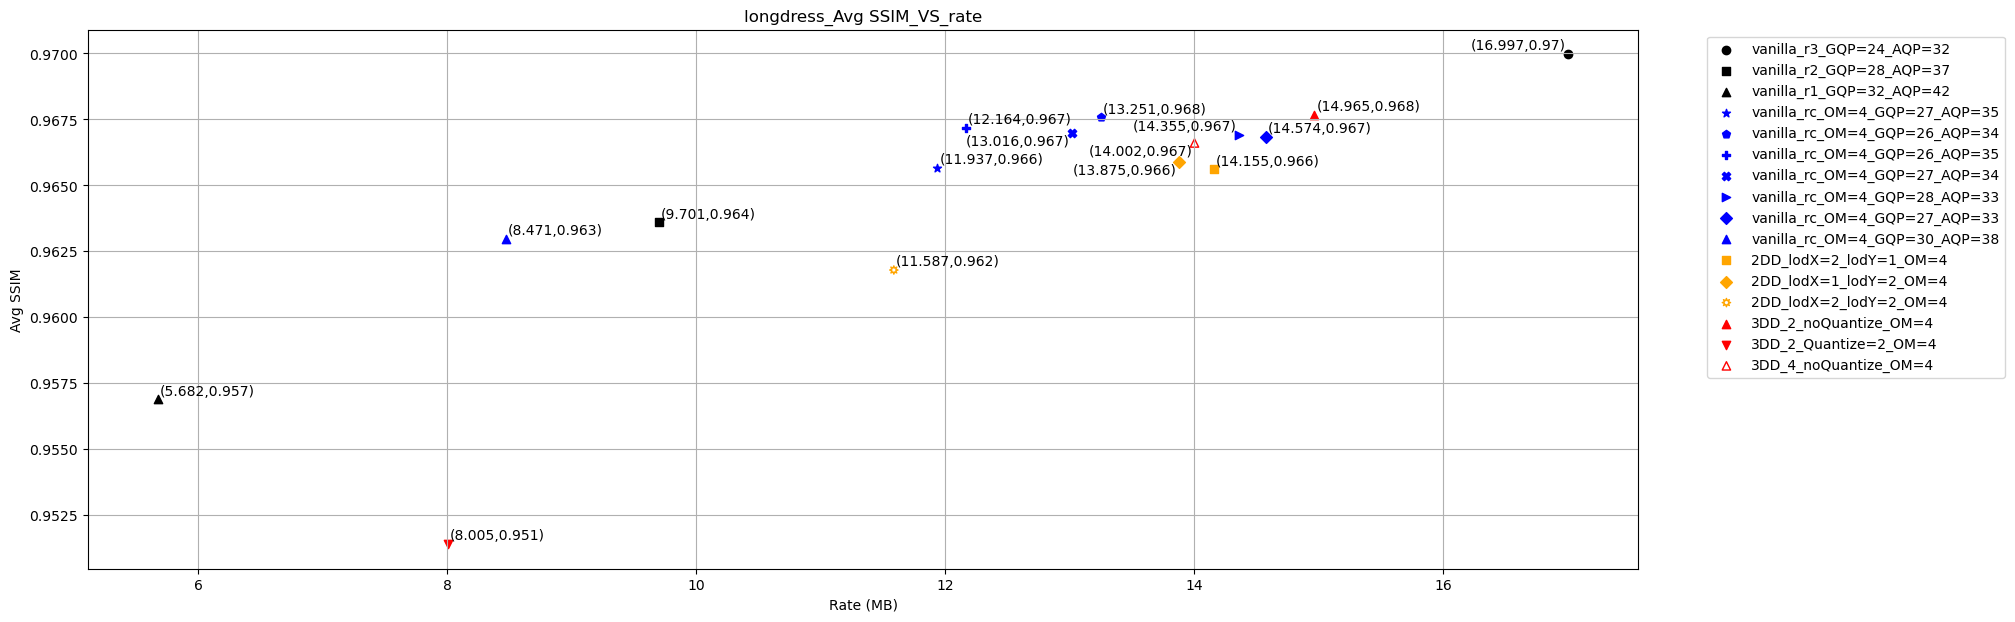 longdress_Avg SSIM_VS_rate
0.9700
0.9675
0.9650
0.9625
0.9600
0.9575
0.9550
0.9525
Avg SSIM
(16.997,0.97)
(13.251,0.968)
(14.965,0.968)
(12.164,0.967)
(14.355,0.967)
(14.574,0.967)
(13.016,0.967)
(14.002,0.967)
(11.937,0.966)
(14.155,0.966)
(13.875,0.966)
(9.701,0.964)
(8.471,0.963)
(11.587,0.962)
(5.682,0.957)
(8.005,0.951)
6
8
10
12
14
16
Rate (MB)
vanilla_r3_GQP=24_AQP=32
vanilla_r2_GQP=28_AQP=37
vanilla_r1_GQP=32_AQP=42
vanilla_rc_OM=4_GQP=27_AQP=35
vanilla_rc_OM=4_GQP=26_AQP=34
vanilla_rc_OM=4_GQP=26_AQP=35
vanilla_rc_OM=4_GQP=27_AQP=34
vanilla_rc_OM=4_GQP=28_AQP=33
vanilla_rc_OM=4_GQP=27_AQP=33
vanilla_rc_OM=4_GQP=30_AQP=38
2DD_lodX=2_lodY=1_OM=4
2DD_lodX=1_lodY=2_OM=4
2DD_lodX=2_lodY=2_OM=4
3DD_2_noQuantize_OM=4
3DD_2_Quantize=2_OM=4
3DD_4_noQuantize_OM=4